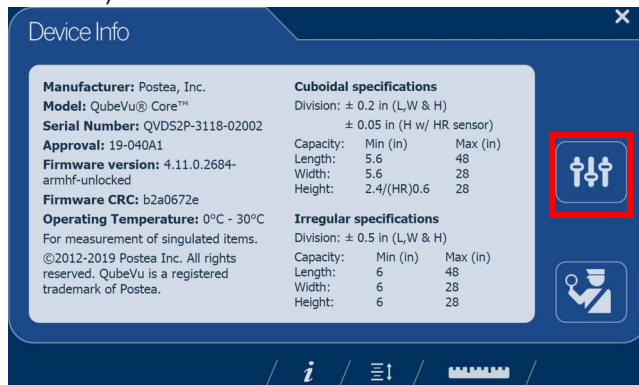 Device Info
Manufacturer: Postea, Inc.
Model: QubeVu® Core™
Serial Number: QVDS2P-3118-02002
Approval: 19-040A1
Firmware version: 4.11.0.2684-
armhf-unlocked
Firmware CRC: b2a0672e
Operating Temperature: 0°C - 30°C
For measurement of singulated items.
©2012-2019 Postea Inc. All rights
reserved. QubeVu is a registered
trademark of Postea.
Cuboidal specifications
Division: ± 0.2 in (L,W & H)
± 0.05 in (H w/ HR sensor)
Capacity: Min (in) Max (in)
Length: 5.6 48
Width: 5.6 28
Height: 2.4/(HR)0.6 28
Irregular specifications
Division: ± 0.5 in (L,W & H)
Capacity: Min (in) Max (in)
Length: 6 48
Width: 6 28
Height: 6 28